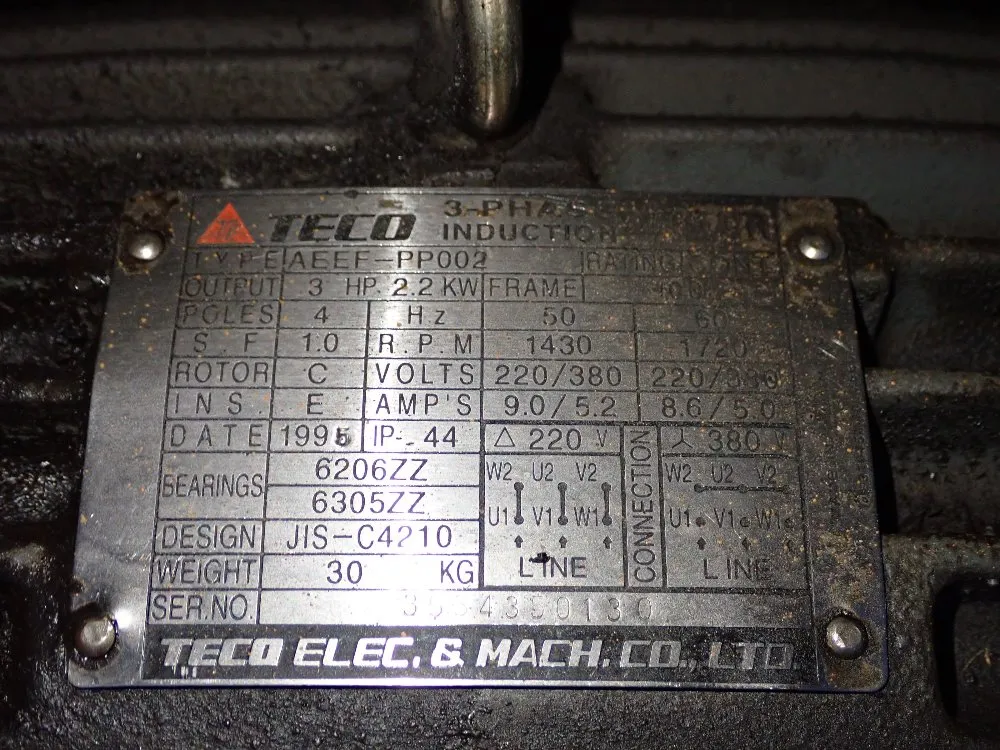 TECO 3-PHASE
INDUCTION
TYPE AEEF-PP002 RATING
OUTPUT 3 HP 2.2 KW FRAME
POLES 4 Hz 50 60
S.F 1.0 R.P.M 1430 1720
ROTOR C VOLTS 220/380 220/380
INS. E AMP'S 9.0/5.2 8.6/5.0
DATE 1995 IP-44 △ 220 V CONNECTION 人 380 V
BEARINGS 6206ZZ W2 U2 V2 W2 U2 V2
6305ZZ U1 V1 W1 U1 V1 W1
DESIGN JIS-C4210
WEIGHT 30 KG LINE LINE
SER.NO.
TECO ELEC. & MACH. CO., LTD.